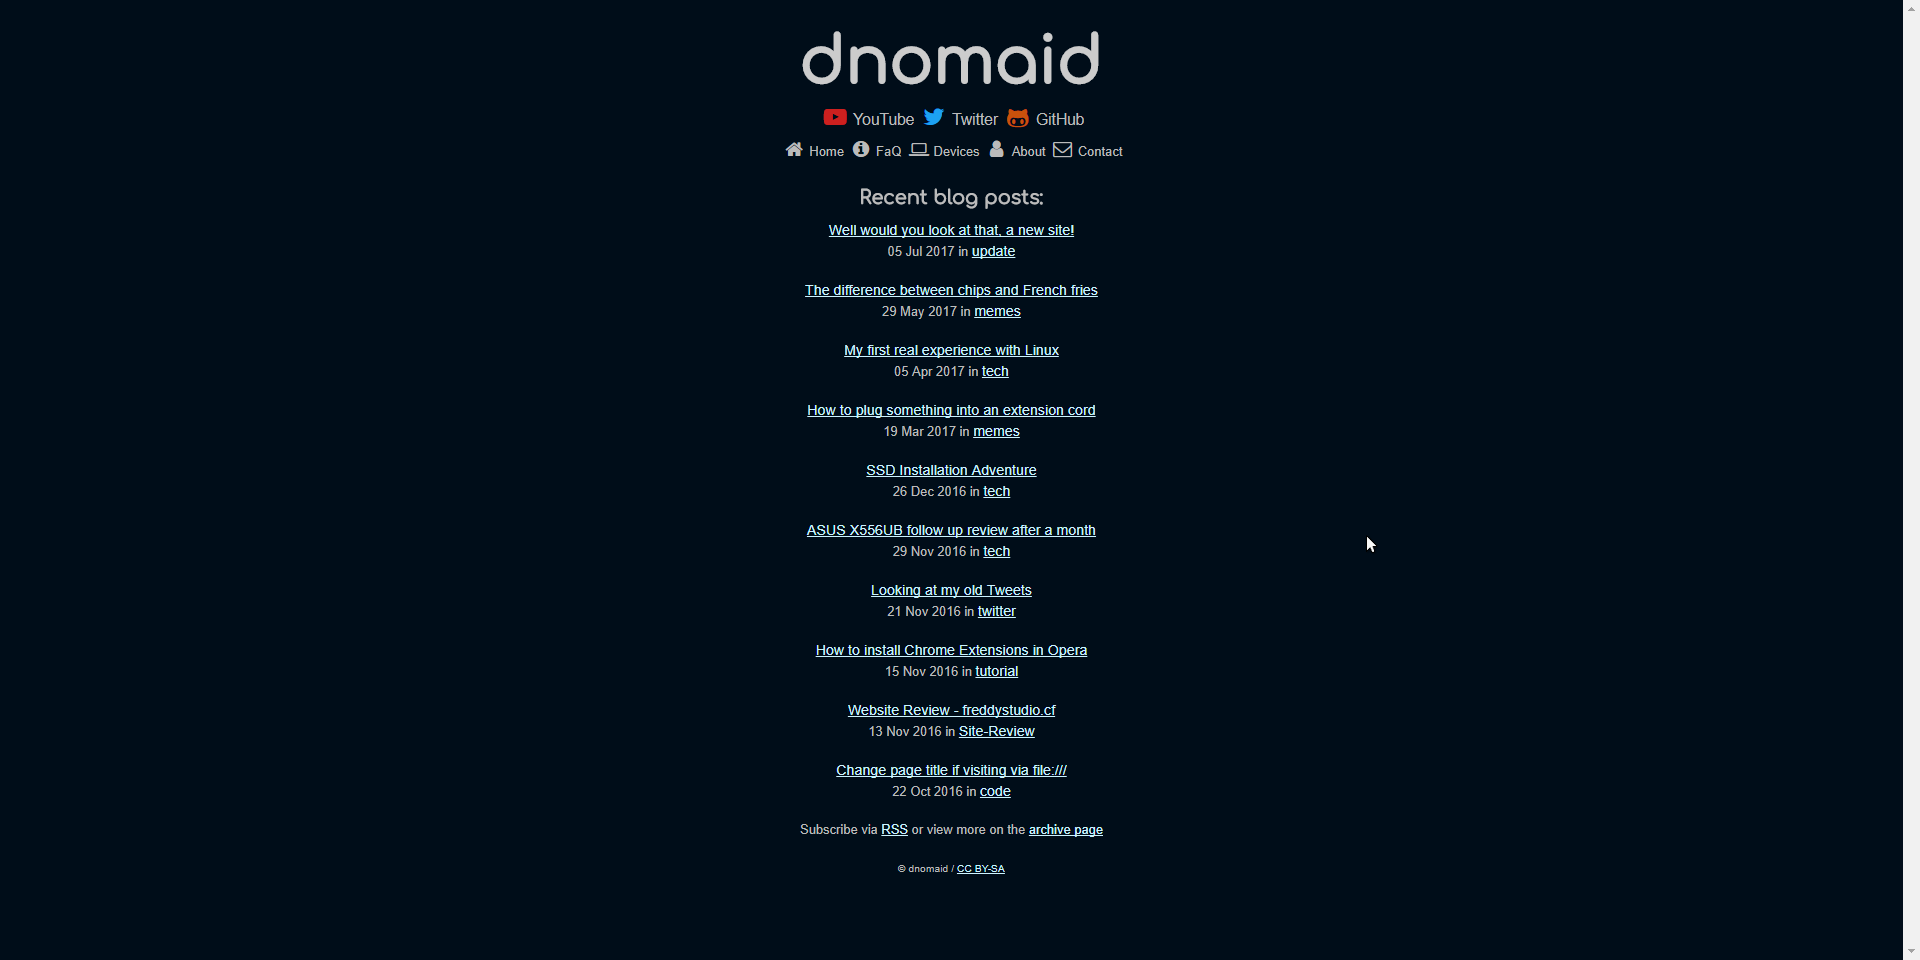 dnomaid
YouTube Twitter GitHub
Home FaQ Devices About Contact
Recent blog posts:
Well would you look at that, a new site!
05 Jul 2017 in update
The difference between chips and French fries
29 May 2017 in memes
My first real experience with Linux
05 Apr 2017 in tech
How to plug something into an extension cord
19 Mar 2017 in memes
SSD Installation Adventure
26 Dec 2016 in tech
ASUS X556UB follow up review after a month
29 Nov 2016 in tech
Looking at my old Tweets
21 Nov 2016 in twitter
How to install Chrome Extensions in Opera
15 Nov 2016 in tutorial
Website Review - freddystudio.cf
13 Nov 2016 in Site-Review
Change page title if visiting via file:///
22 Oct 2016 in code
Subscribe via RSS or view more on the archive page
© dnomaid / CC BY-SA